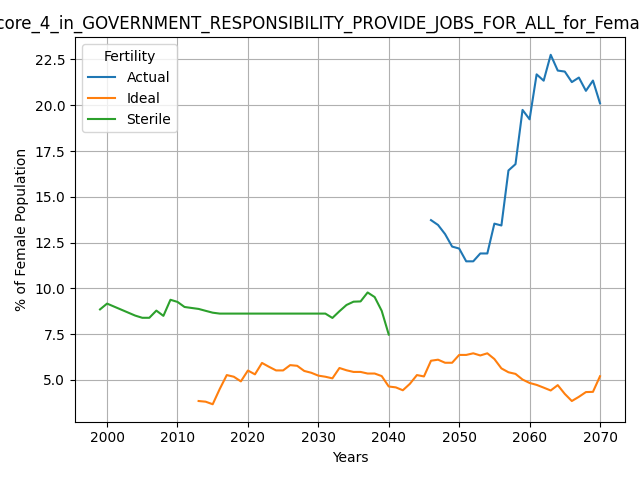 core_4_in_GOVERNMENT_RESPONSIBILITY_PROVIDE_JOBS_FOR_ALL_for_Fema
Fertility
Actual
Ideal
Sterile
22.5
20.0
17.5
15.0
12.5
10.0
7.5
5.0
% of Female Population
2000 2010 2020 2030 2040 2050 2060 2070
Years